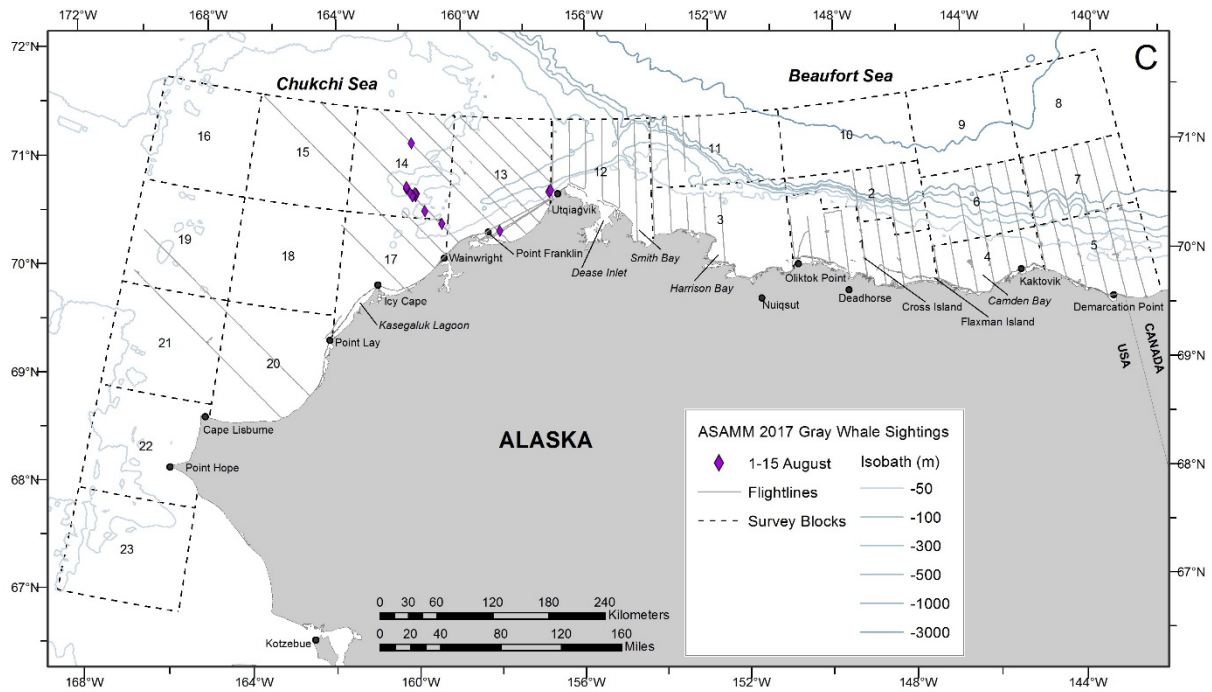 172°W 168°W 164°W 160°W 156°W 152°W 148°W 144°W 140°W
72°N
C
Chukchi Sea
Beaufort Sea
8
16
9
15
10
71°N
71°N
14
11
13
7
12
2
6
Utqiaġvik
3
19
1
5
70°N
18
4
70°N
17
Wainwright
Point Franklin
Dease Inlet
Smith Bay
Harrison Bay
Oliktok Point
Kaktovik
Icy Cape
Nuiqsut
Deadhorse
Cross Island
Camden Bay
Demarcation Point
Kasegaluk Lagoon
Flaxman Island
21
Point Lay
20
CANADA
USA
69°N
69°N
Cape Lisburne
22
ALASKA
Point Hope
68°N
68°N
23
67°N
67°N
Kotzebue
ASAMM 2017 Gray Whale Sightings
1-15 August
Flightlines
Survey Blocks
Isobath (m)
-50
-100
-300
-500
-1000
-3000
0 30 60 120 180 240
Kilometers
0 20 40 80 120 160
Miles
168°W 164°W 160°W 156°W 152°W 148°W 144°W